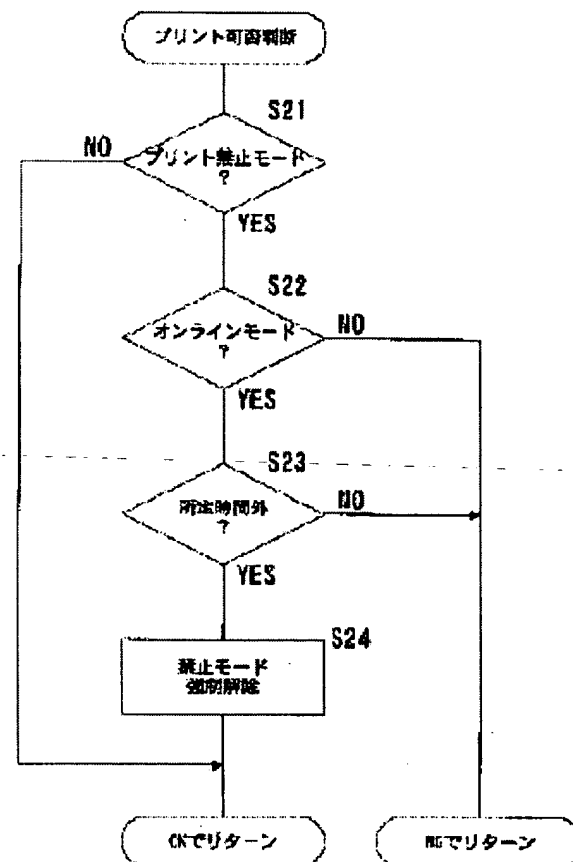 プリント可否判断
S21
NO
プリント禁止モード
?
YES
S22
オンラインモード
?
NO
YES
S23
所定時間外
?
NO
YES
S24
禁止モード
強制解除
OKでリターン
NGでリターン